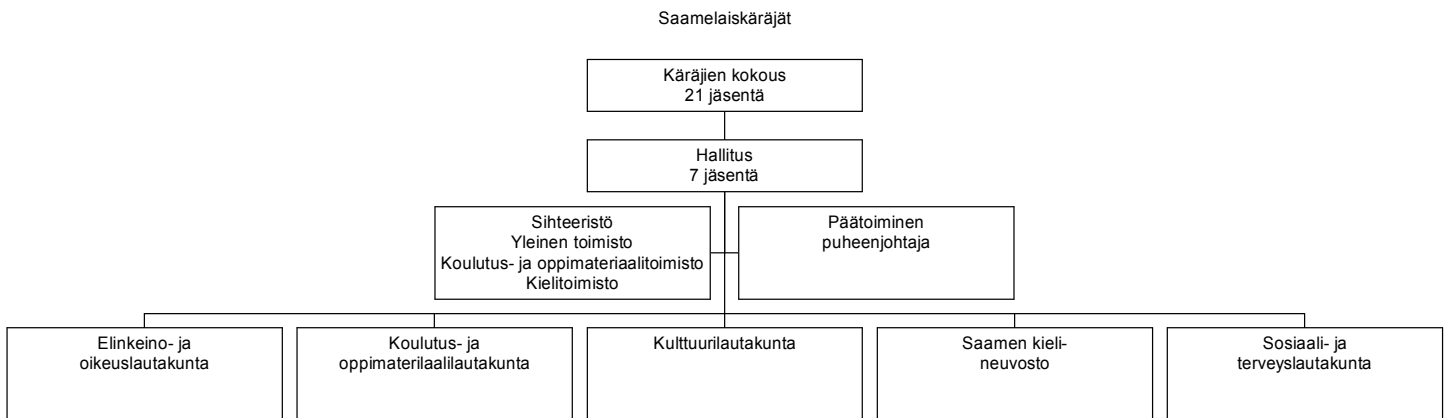 Saamelaiskäräjät
Käräjien kokous
21 jäsentä
Hallitus
7 jäsentä
Sihteeristö
Yleinen toimisto
Koulutus- ja oppimateriaalitoimisto
Kielitoimisto
Päätoiminen
puheenjohtaja
Elinkeino- ja
oikeuslautakunta
Koulutus- ja
oppimaterilaalilautakunta
Kulttuurilautakunta
Saamen kieli-
neuvosto
Sosiaali- ja
terveyslautakunta